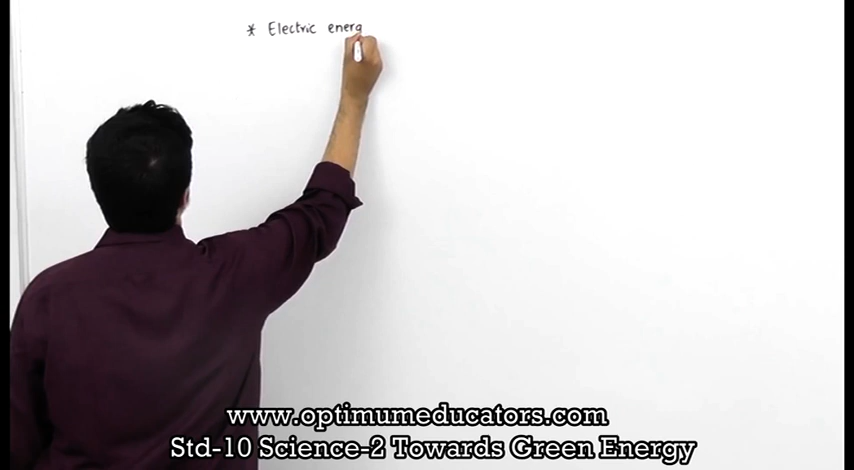 * Electric energ
www.optimumeducators.com
Std-10 Science-2 Towards Green Energy